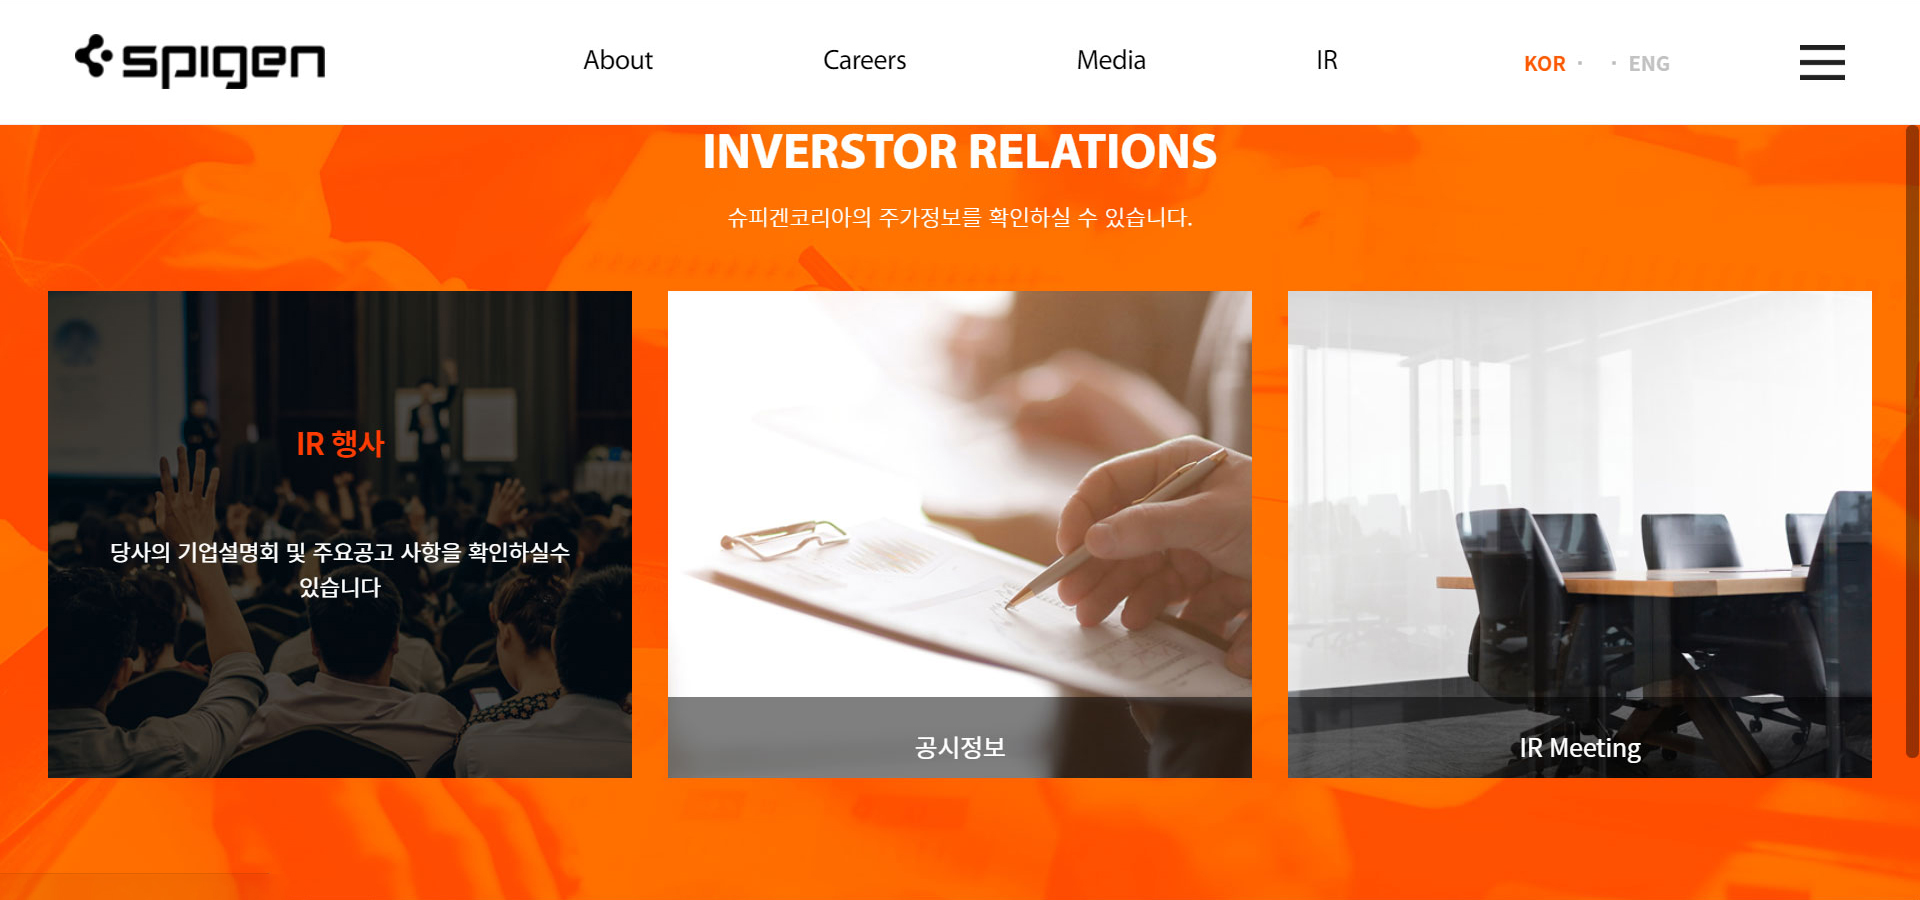 spigen
About
Careers
Media
IR
KOR
ENG
INVERSTOR RELATIONS
슈피겐코리아의 주가정보를 확인하실 수 있습니다.
IR 행사
당사의 기업설명회 및 주요공고 사항을 확인하실수
있습니다
공시정보
IR Meeting